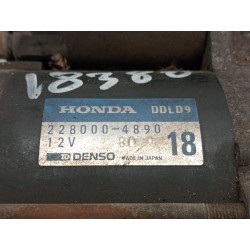 18380
HONDA DDLD9
228000-4890
12V 18
DENSO MADE IN JAPAN